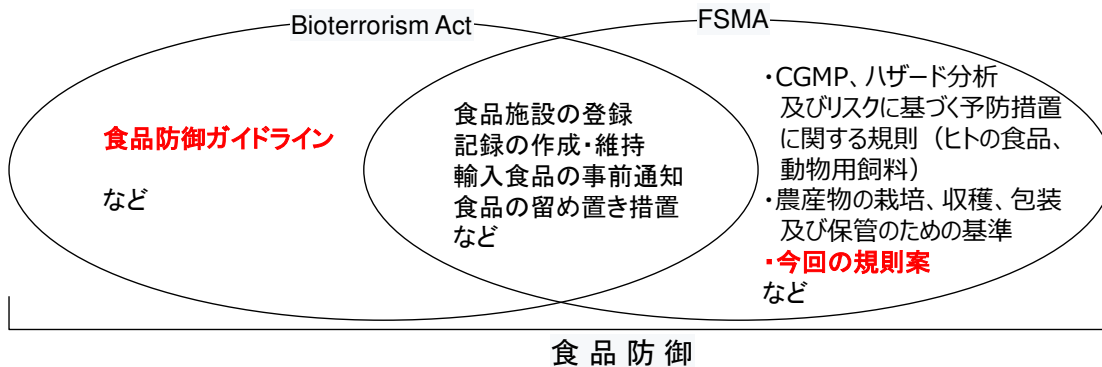 Bioterrorism Act
FSMA
食品防御ガイドライン
など
食品施設の登録
記録の作成・維持
輸入食品の事前通知
食品の留め置き措置
など
・CGMP、ハザード分析
及びリスクに基づく予防措置
に関する規則（ヒトの食品、
動物用飼料）
・農産物の栽培、収穫、包装
及び保管のための基準
・今回の規則案
など
食品防御